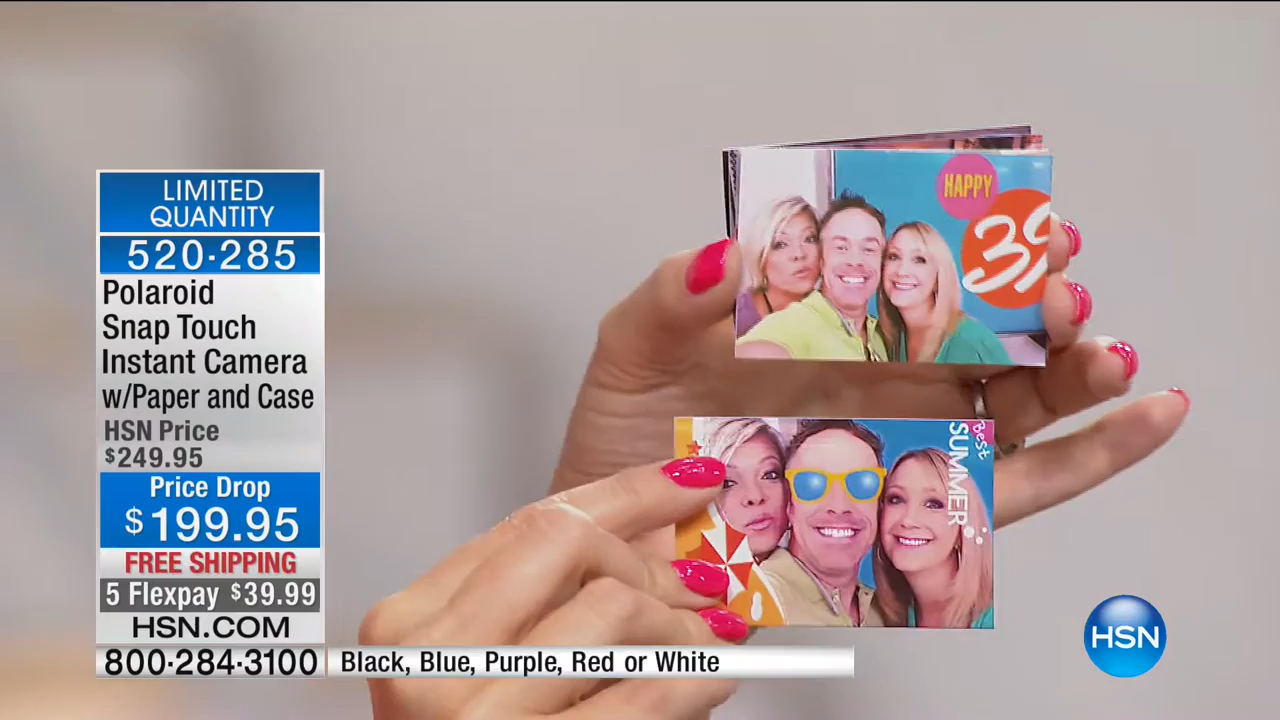 LIMITED
QUANTITY
520-285
Polaroid
Snap Touch
Instant Camera
w/Paper and Case
HSN Price
$249.95
Price Drop
$199.95
FREE SHIPPING
5 Flexpay $39.99
HSN.COM
800-284-3100
Black, Blue, Purple, Red or White
HAPPY
39
Best
SUMMER
HSN